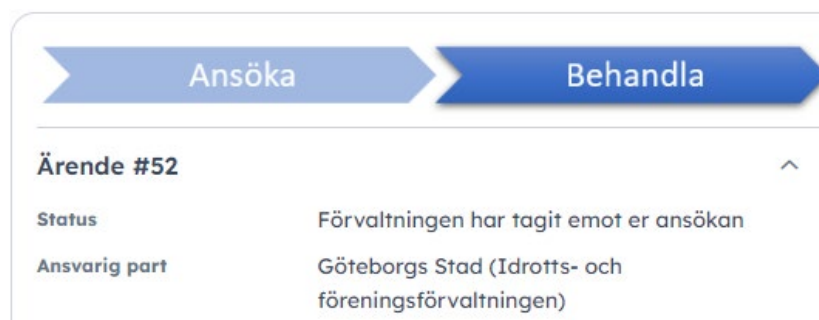 Ansöka Behandla
Ärende #52
Status Förvaltningen har tagit emot er ansökan
Ansvarig part Göteborgs Stad (Idrotts- och
föreningsförvaltningen)